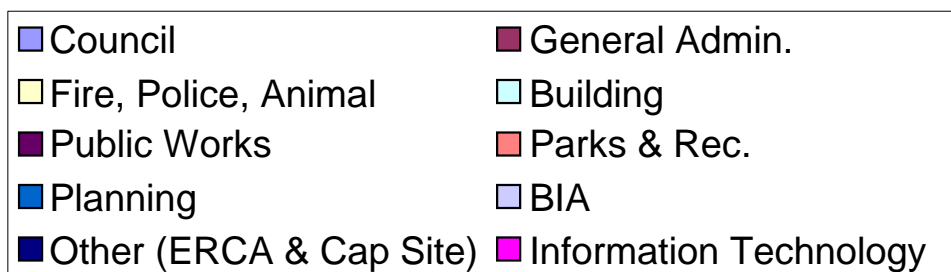 Council General Admin.
Fire, Police, Animal Building
Public Works Parks & Rec.
Planning BIA
Other (ERCA & Cap Site) Information Technology